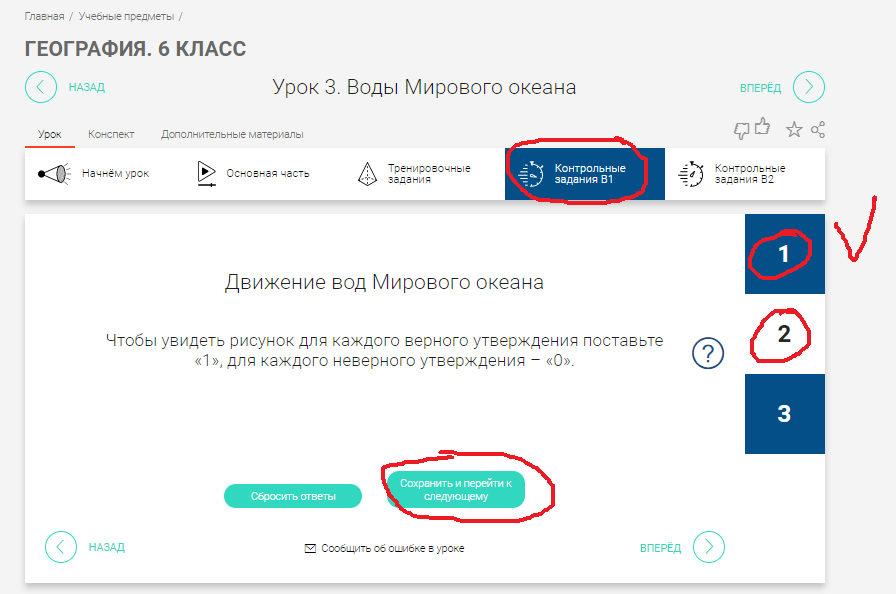 Главная / Учебные предметы /
ГЕОГРАФИЯ. 6 КЛАСС
НАЗАД
Урок 3. Воды Мирового океана
ВПЕРЁД
Урок
Конспект
Дополнительные материалы
Начнём урок
Основная часть
Тренировочные
задания
Контрольные
задания В1
Контрольные
задания В2
1
Движение вод Мирового океана
2
Чтобы увидеть рисунок для каждого верного утверждения поставьте
«1», для каждого неверного утверждения – «0».
?
3
Сбросить ответы
Сохранить и перейти к
следующему
НАЗАД
Сообщить об ошибке в уроке
ВПЕРЁД